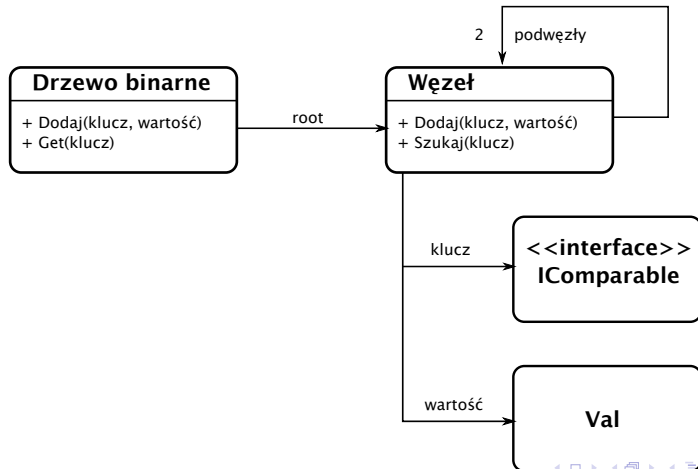 2 podwęzły
Drzewo binarne
+ Dodaj(klucz, wartość)
+ Get(klucz)
root
Węzeł
+ Dodaj(klucz, wartość)
+ Szukaj(klucz)
klucz
<<interface>>
IComparable
wartość
Val